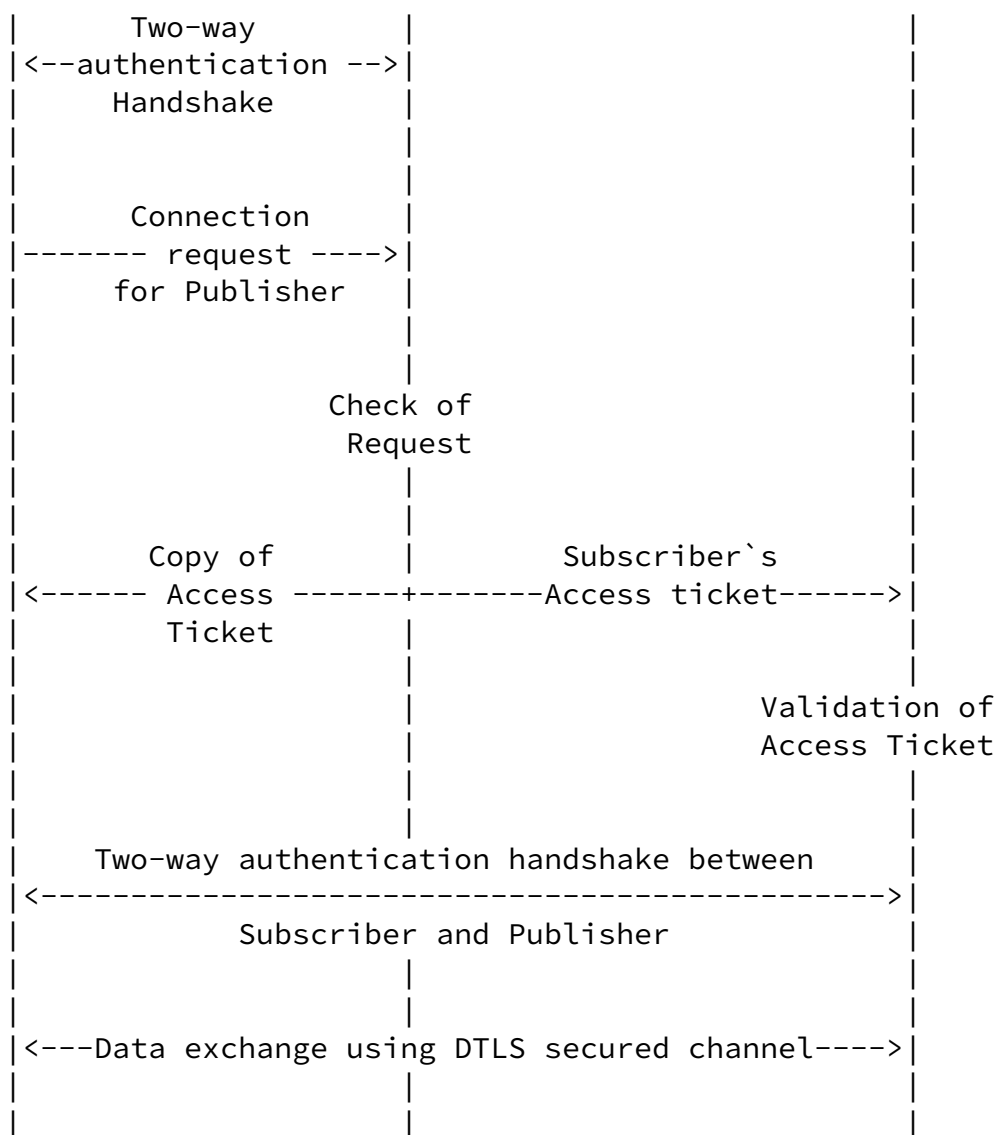 |      Two-way        |                           |
|<--authentication -->|                           |
|     Handshake       |                           |
|                     |                           |
|                     |                           |
|      Connection     |                           |
|------- request ---->|                           |
|     for Publisher   |                           |
|                     |                           |
|                     |                           |
|                 Check of                        |
|                  Request                        |
|                     |                           |
|                     |                           |
|       Copy of       |        Subscriber`s       |
|<------ Access ------+-------Access ticket------>|
|        Ticket       |                           |
|                     |                           |
|                     |                   Validation of
|                     |                   Access Ticket
|                     |                           |
|                     |                           |
|    Two-way authentication handshake between     |
|<----------------------------------------------->|
|            Subscriber and Publisher             |
|                     |                           |
|                     |                           |
|<---Data exchange using DTLS secured channel---->|
|                     |                           |
|                     |                           |